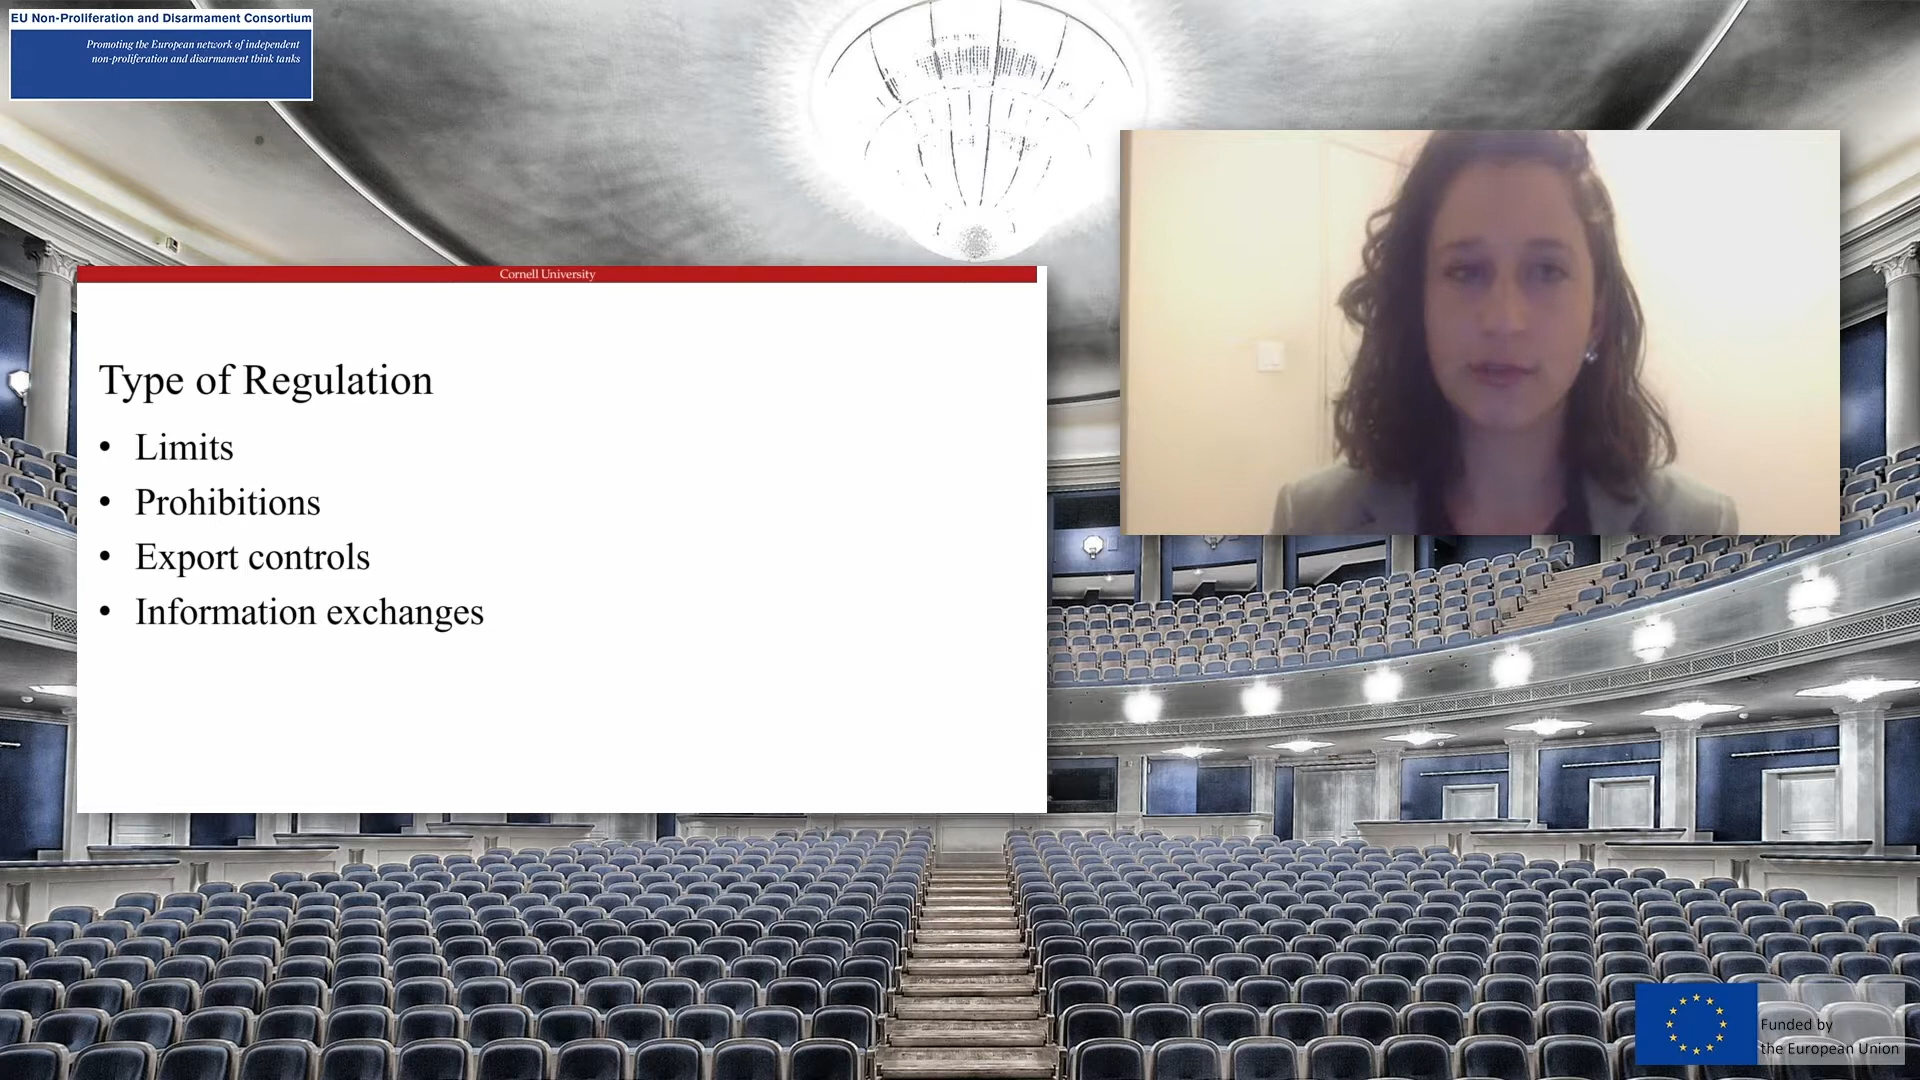 EU Non-Proliferation and Disarmament Consortium
Promoting the European network of independent
non-proliferation and disarmament think tanks
Cornell University
Type of Regulation
• Limits
• Prohibitions
• Export controls
• Information exchanges
Funded by
the European Union